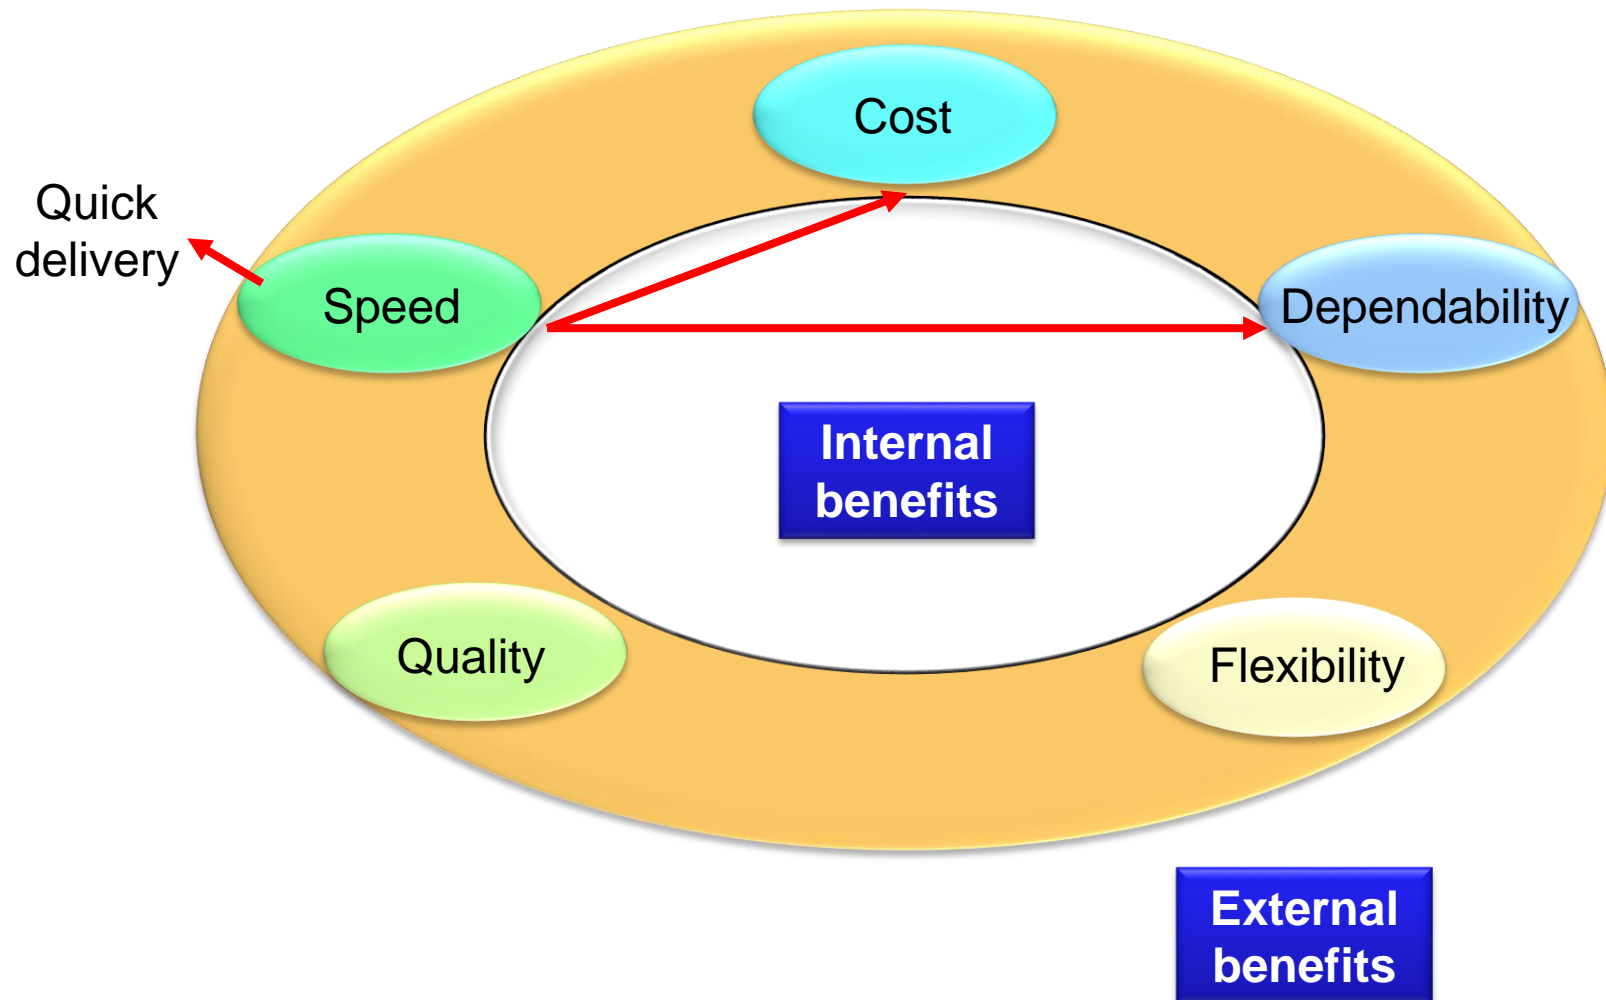 Cost
Quick
delivery
Speed
Dependability
Internal
benefits
Quality
Flexibility
External
benefits